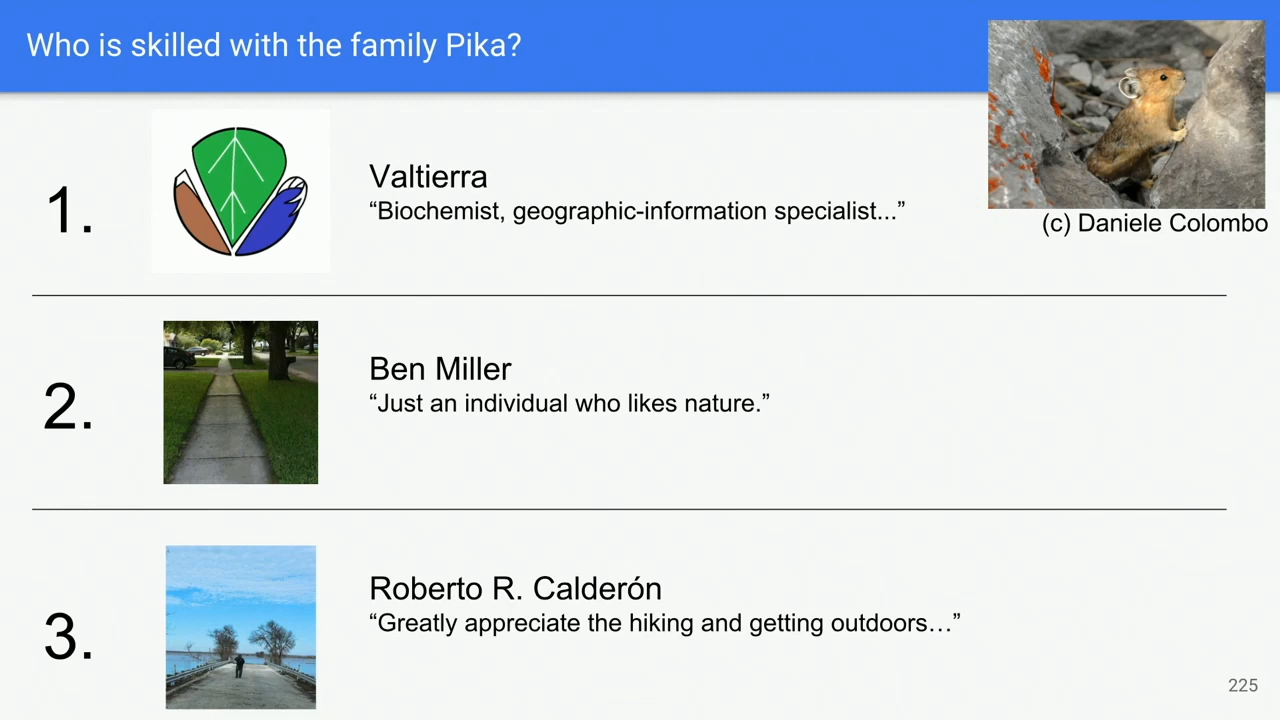 Who is skilled with the family Pika?
(c) Daniele Colombo
1.
Valtierra
“Biochemist, geographic-information specialist...”
2.
Ben Miller
“Just an individual who likes nature.”
3.
Roberto R. Calderón
“Greatly appreciate the hiking and getting outdoors…”
225